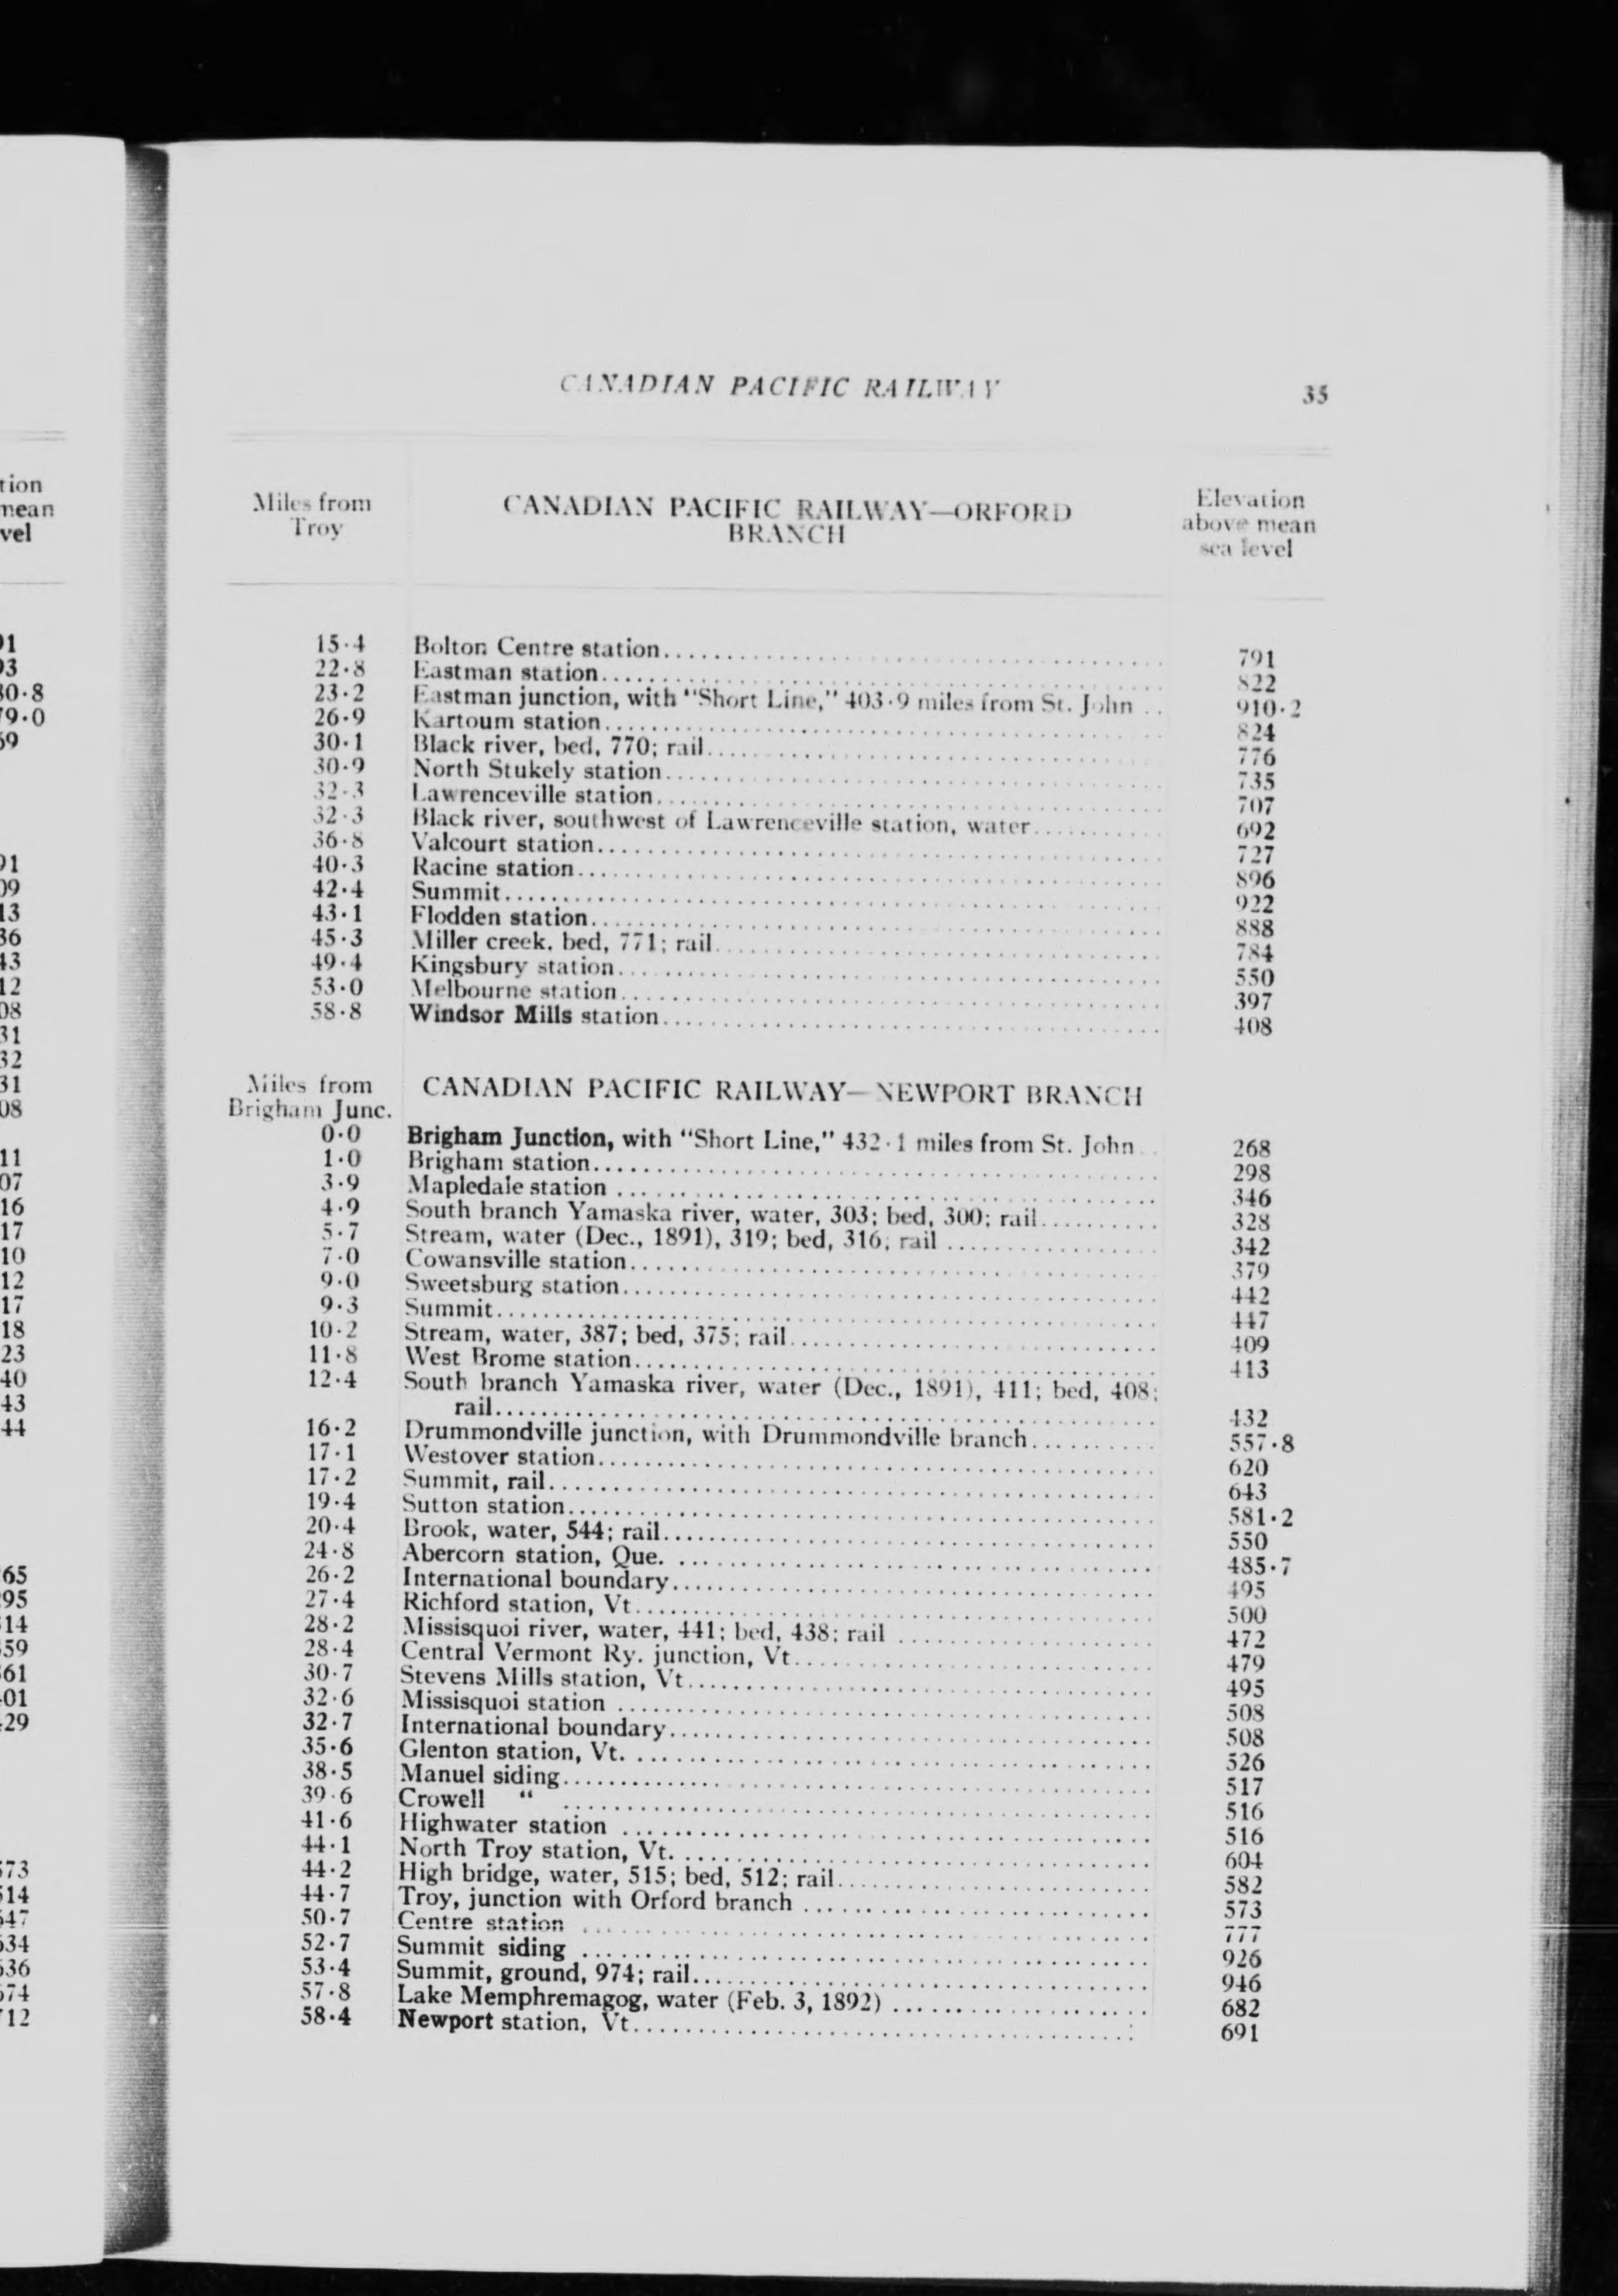 CANADIAN PACIFIC RAILWAY 35
Miles from Troy CANADIAN PACIFIC RAILWAY—ORFORD BRANCH Elevation above mean sea level
15·4 Bolton Centre station 791
22·8 Eastman station 822
23·2 Eastman junction, with "Short Line," 403·9 miles from St. John 910·2
26·9 Kartoum station 824
30·1 Black river, bed, 770; rail 776
30·9 North Stukely station 735
32·3 Lawrenceville station 707
32·3 Black river, southwest of Lawrenceville station, water 692
36·8 Valcourt station 727
40·3 Racine station 896
42·4 Summit 922
43·1 Flodden station 888
45·3 Miller creek. bed, 771; rail 784
49·4 Kingsbury station 550
53·0 Melbourne station 397
58·8 Windsor Mills station 408
Miles from Brigham Junc. CANADIAN PACIFIC RAILWAY—NEWPORT BRANCH
0·0 Brigham Junction, with "Short Line," 432·1 miles from St. John 268
1·0 Brigham station 298
3·9 Mapledale station 346
4·9 South branch Yamaska river, water, 303; bed, 300; rail 328
5·7 Stream, water (Dec., 1891), 319; bed, 316; rail 342
7·0 Cowansville station 379
9·0 Sweetsburg station 442
9·3 Summit 447
10·2 Stream, water, 387; bed, 375; rail 409
11·8 West Brome station 413
12·4 South branch Yamaska river, water (Dec., 1891), 411; bed, 408;
rail 432
16·2 Drummondville junction, with Drummondville branch 557·8
17·1 Westover station 620
17·2 Summit, rail 643
19·4 Sutton station 581·2
20·4 Brook, water, 544; rail 550
24·8 Abercorn station, Que. 485·7
26·2 International boundary 495
27·4 Richford station, Vt 500
28·2 Missisquoi river, water, 441; bed, 438; rail 472
28·4 Central Vermont Ry. junction, Vt 479
30·7 Stevens Mills station, Vt 495
32·6 Missisquoi station 508
32·7 International boundary 508
35·6 Glenton station, Vt. 526
38·5 Manuel siding 517
39·6 Crowell " 516
41·6 Highwater station 516
44·1 North Troy station, Vt. 604
44·2 High bridge, water, 515; bed, 512; rail 582
44·7 Troy, junction with Orford branch 573
50·7 Centre station 777
52·7 Summit siding 926
53·4 Summit, ground, 974; rail 946
57·8 Lake Memphremagog, water (Feb. 3, 1892) 682
58·4 Newport station, Vt 691